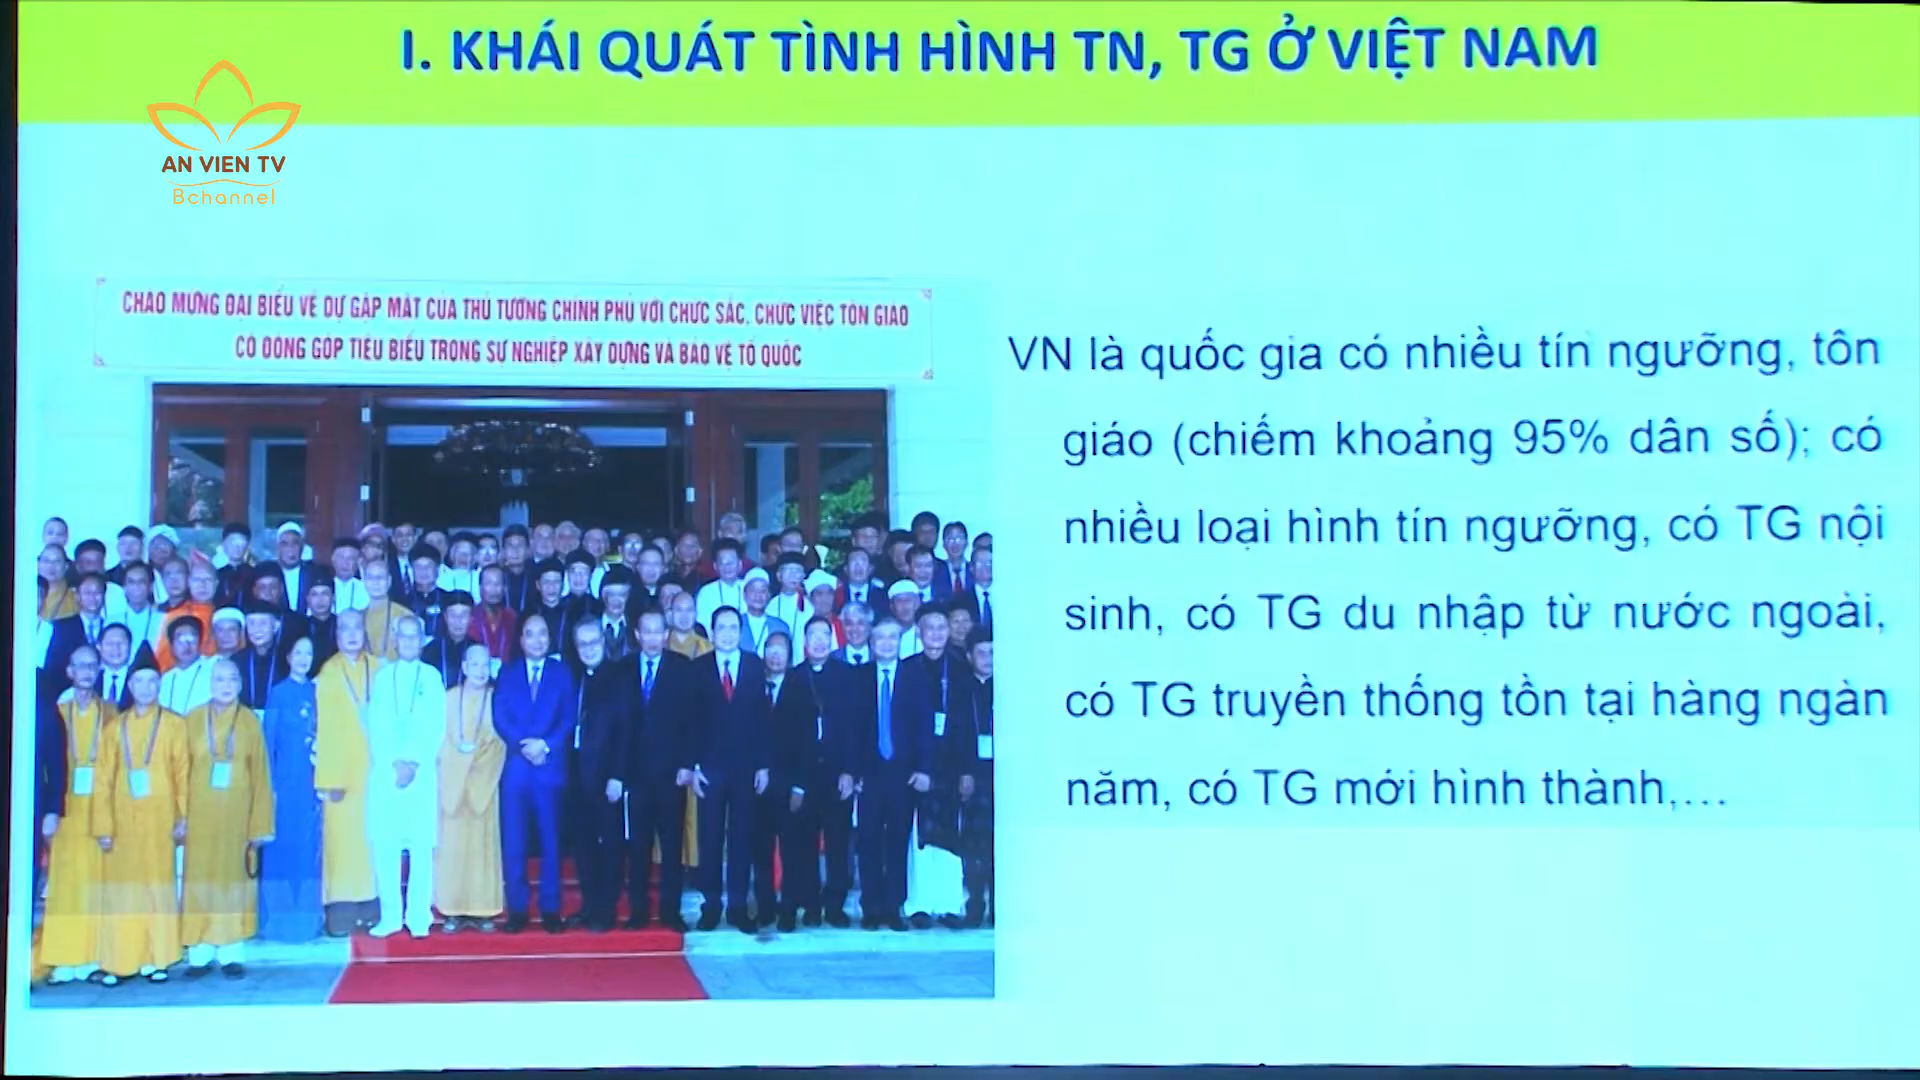 I. KHÁI QUÁT TÌNH HÌNH TN, TG Ở VIỆT NAM
AN VIEN TV
Bchannel
CHÀO MỪNG ĐẠI BIỂU VỀ DỰ GẶP MẶT CỦA THỦ TƯỚNG CHÍNH PHỦ VỚI CHỨC SẮC, CHỨC VIỆC TÔN GIÁO
CÓ ĐÓNG GÓP TIÊU BIỂU TRONG SỰ NGHIỆP XÂY DỰNG VÀ BẢO VỆ TỔ QUỐC
VN là quốc gia có nhiều tín ngưỡng, tôn
giáo (chiếm khoảng 95% dân số); có
nhiều loại hình tín ngưỡng, có TG nội
sinh, có TG du nhập từ nước ngoài,
có TG truyền thống tồn tại hàng ngàn
năm, có TG mới hình thành,...